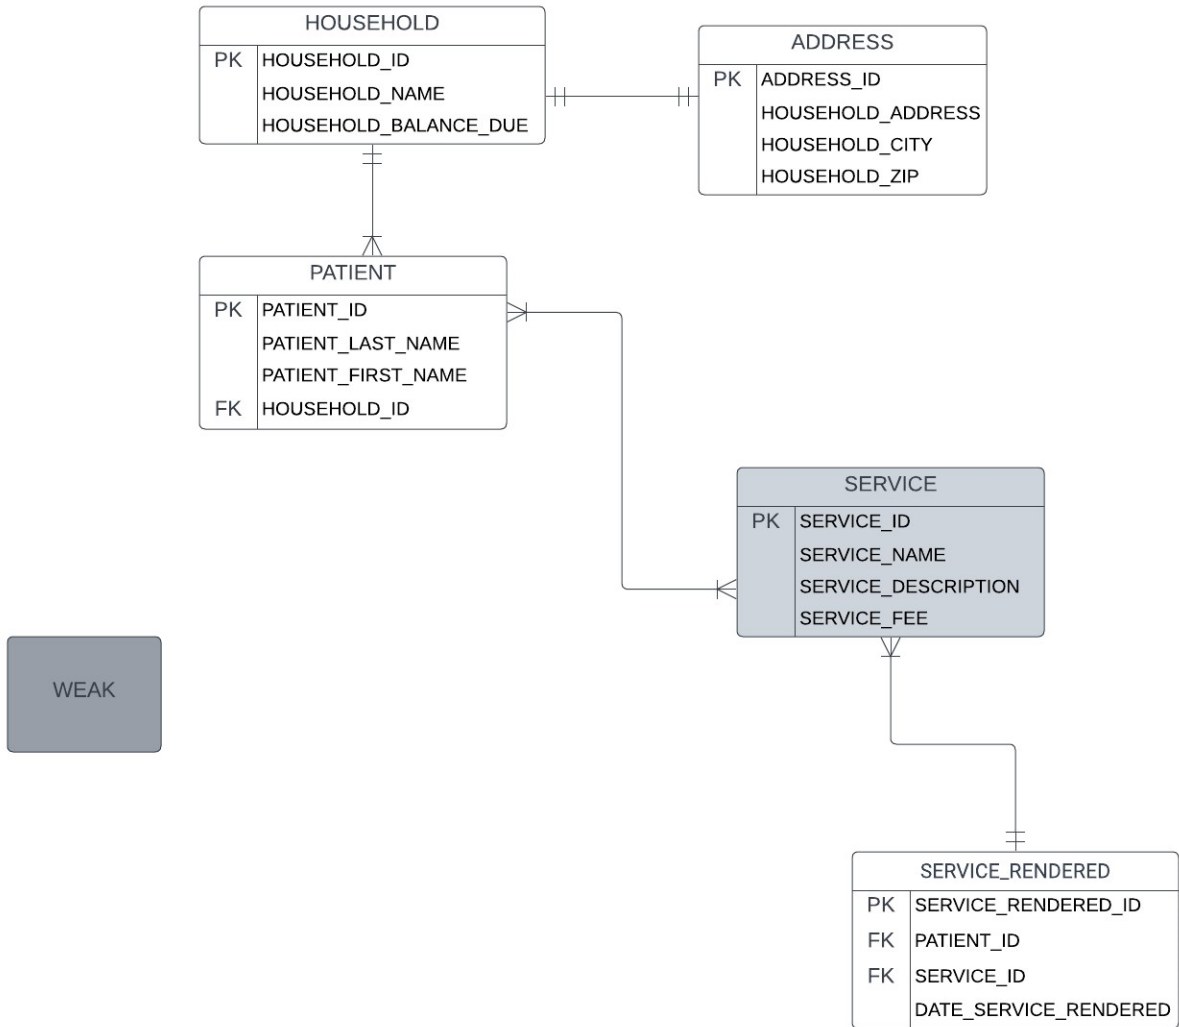 HOUSEHOLD
PK HOUSEHOLD_ID
HOUSEHOLD_NAME
HOUSEHOLD_BALANCE_DUE
ADDRESS
PK ADDRESS_ID
HOUSEHOLD_ADDRESS
HOUSEHOLD_CITY
HOUSEHOLD_ZIP
PATIENT
PK PATIENT_ID
PATIENT_LAST_NAME
PATIENT_FIRST_NAME
FK HOUSEHOLD_ID
SERVICE
PK SERVICE_ID
SERVICE_NAME
SERVICE_DESCRIPTION
SERVICE_FEE
WEAK
SERVICE_RENDERED
PK SERVICE_RENDERED_ID
FK PATIENT_ID
FK SERVICE_ID
DATE_SERVICE_RENDERED